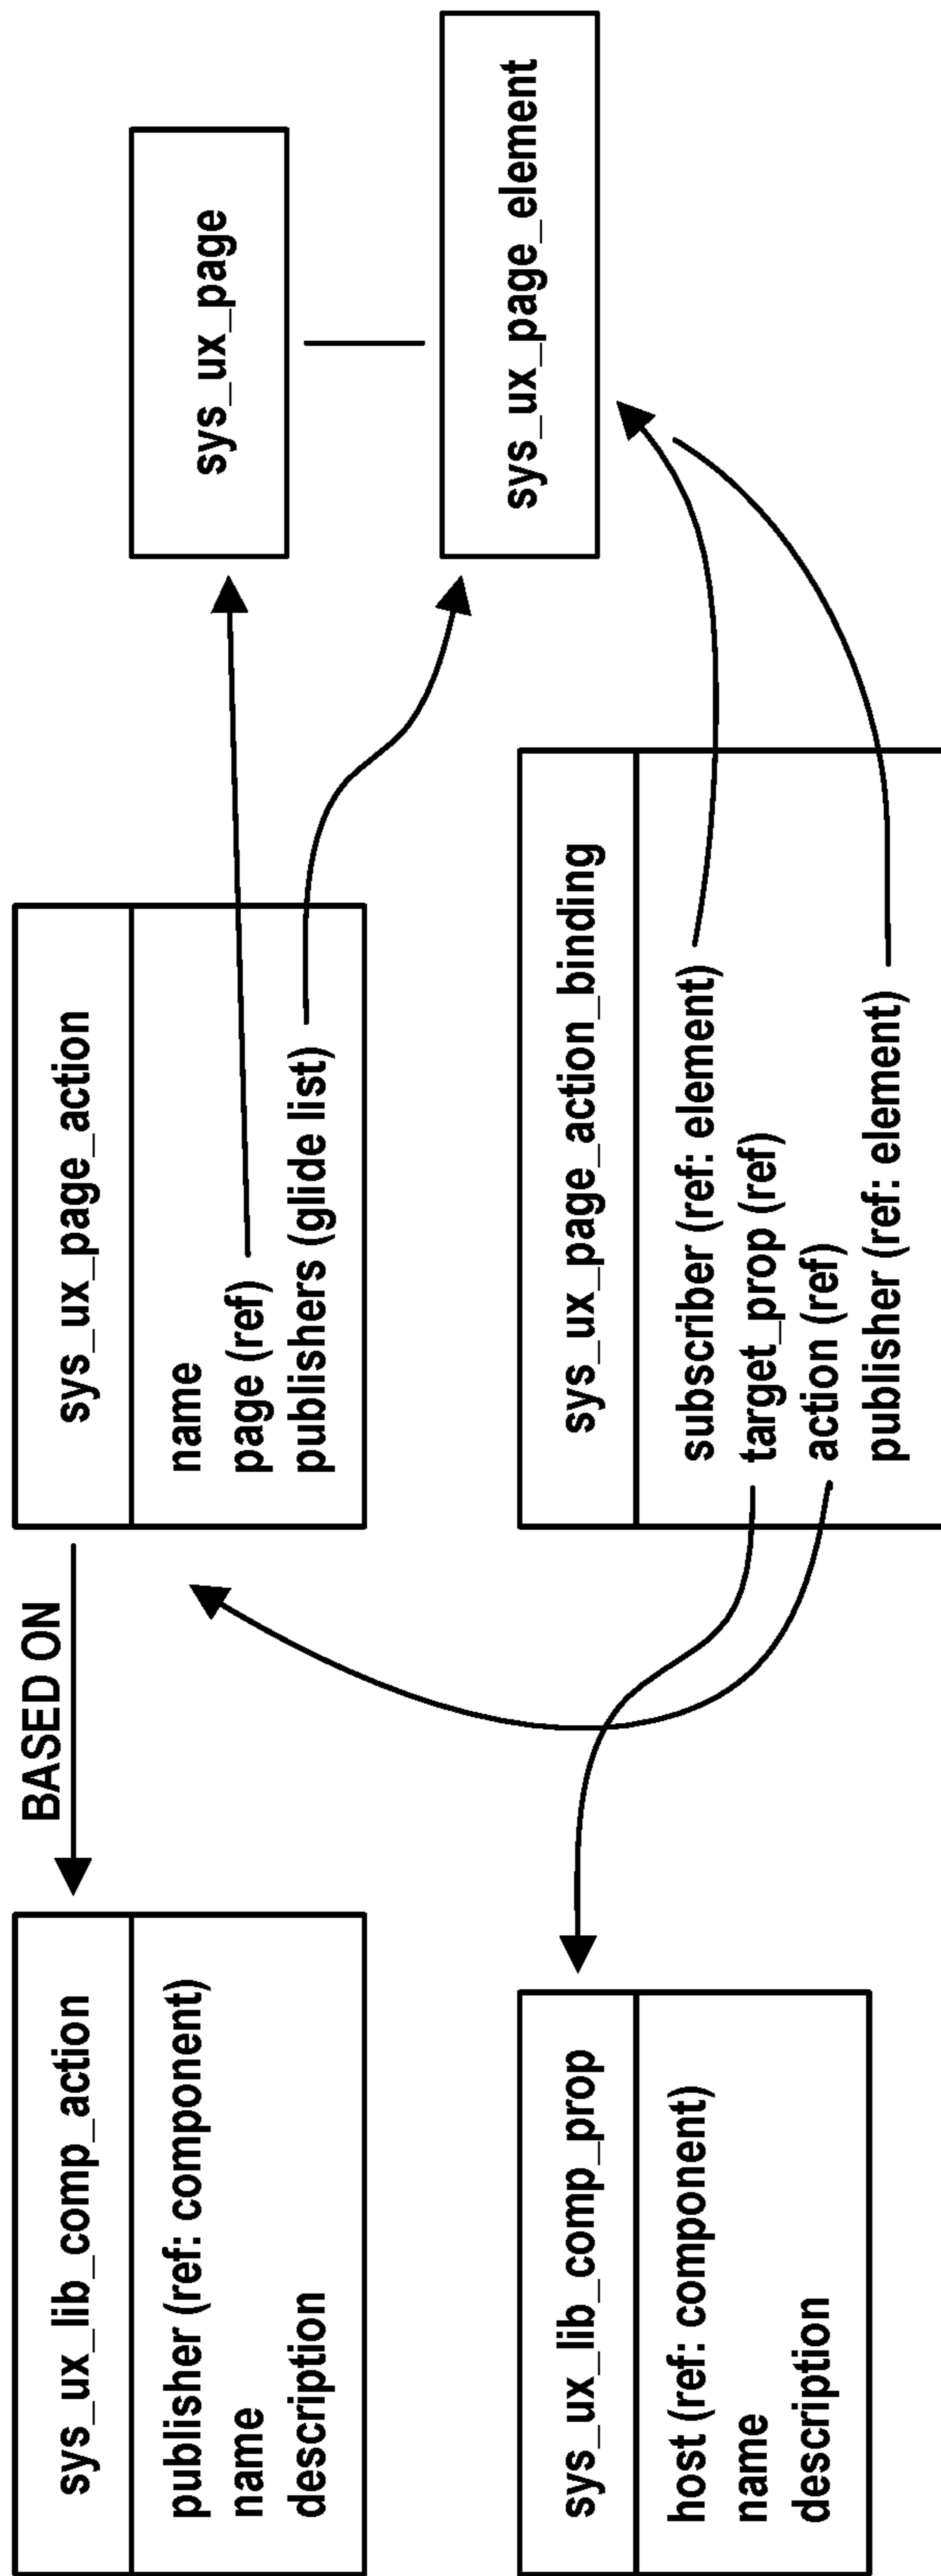 sys_ux_lib_comp_action
publisher (ref: component)
name
description
BASED ON
sys_ux_page_action
name
page (ref)
publishers (glide list)
sys_ux_page
sys_ux_page_element
sys_ux_lib_comp_prop
host (ref: component)
name
description
sys_ux_page_action_binding
subscriber (ref: element)
target_prop (ref)
action (ref)
publisher (ref: element)